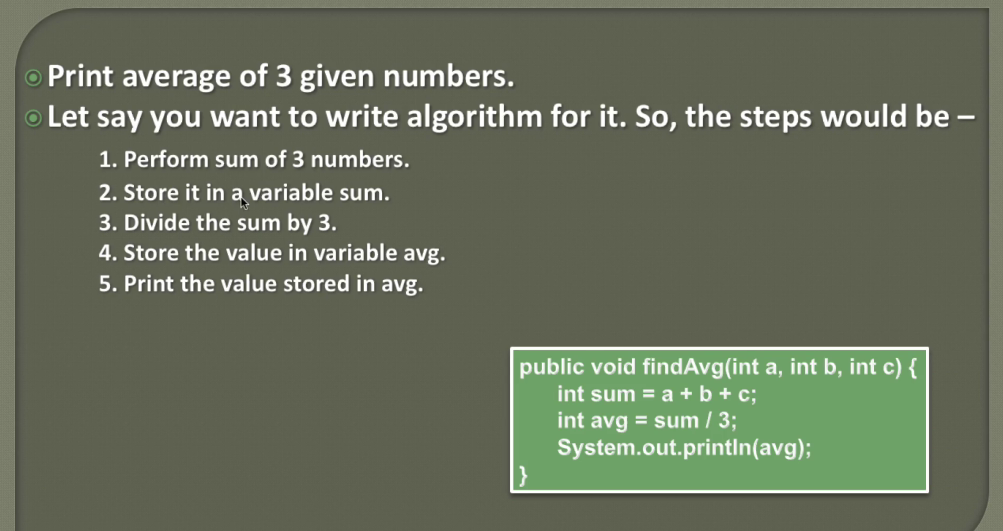 Print average of 3 given numbers.
Let say you want to write algorithm for it. So, the steps would be –
1. Perform sum of 3 numbers.
2. Store it in a variable sum.
3. Divide the sum by 3.
4. Store the value in variable avg.
5. Print the value stored in avg.
public void findAvg(int a, int b, int c) {
int sum = a + b + c;
int avg = sum / 3;
System.out.println(avg);
}